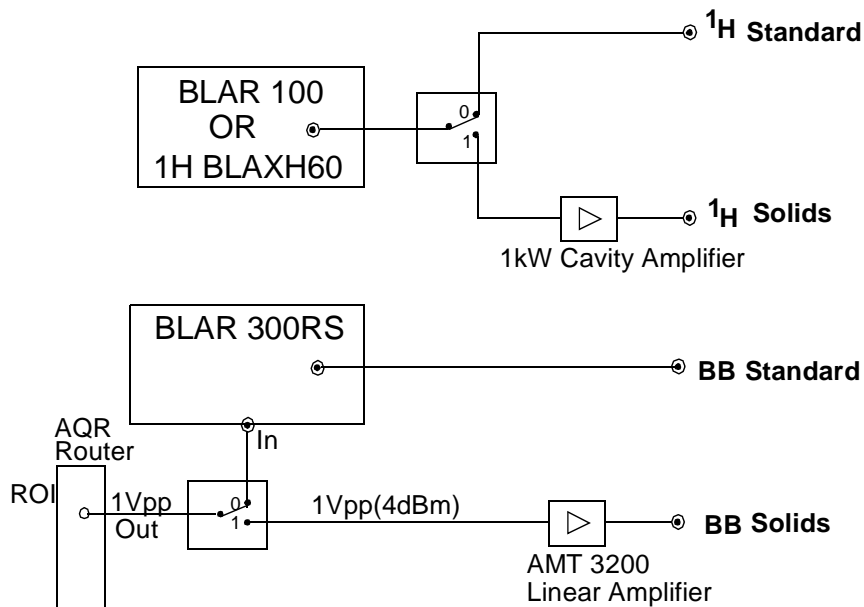 1H Standard
BLAR 100
OR
1H BLAXH60
0
1
1H Solids
1kW Cavity Amplifier
BLAR 300RS
BB Standard
In
AQR
Router
ROI
1Vpp
Out
0
1
1Vpp(4dBm)
BB Solids
AMT 3200
Linear Amplifier